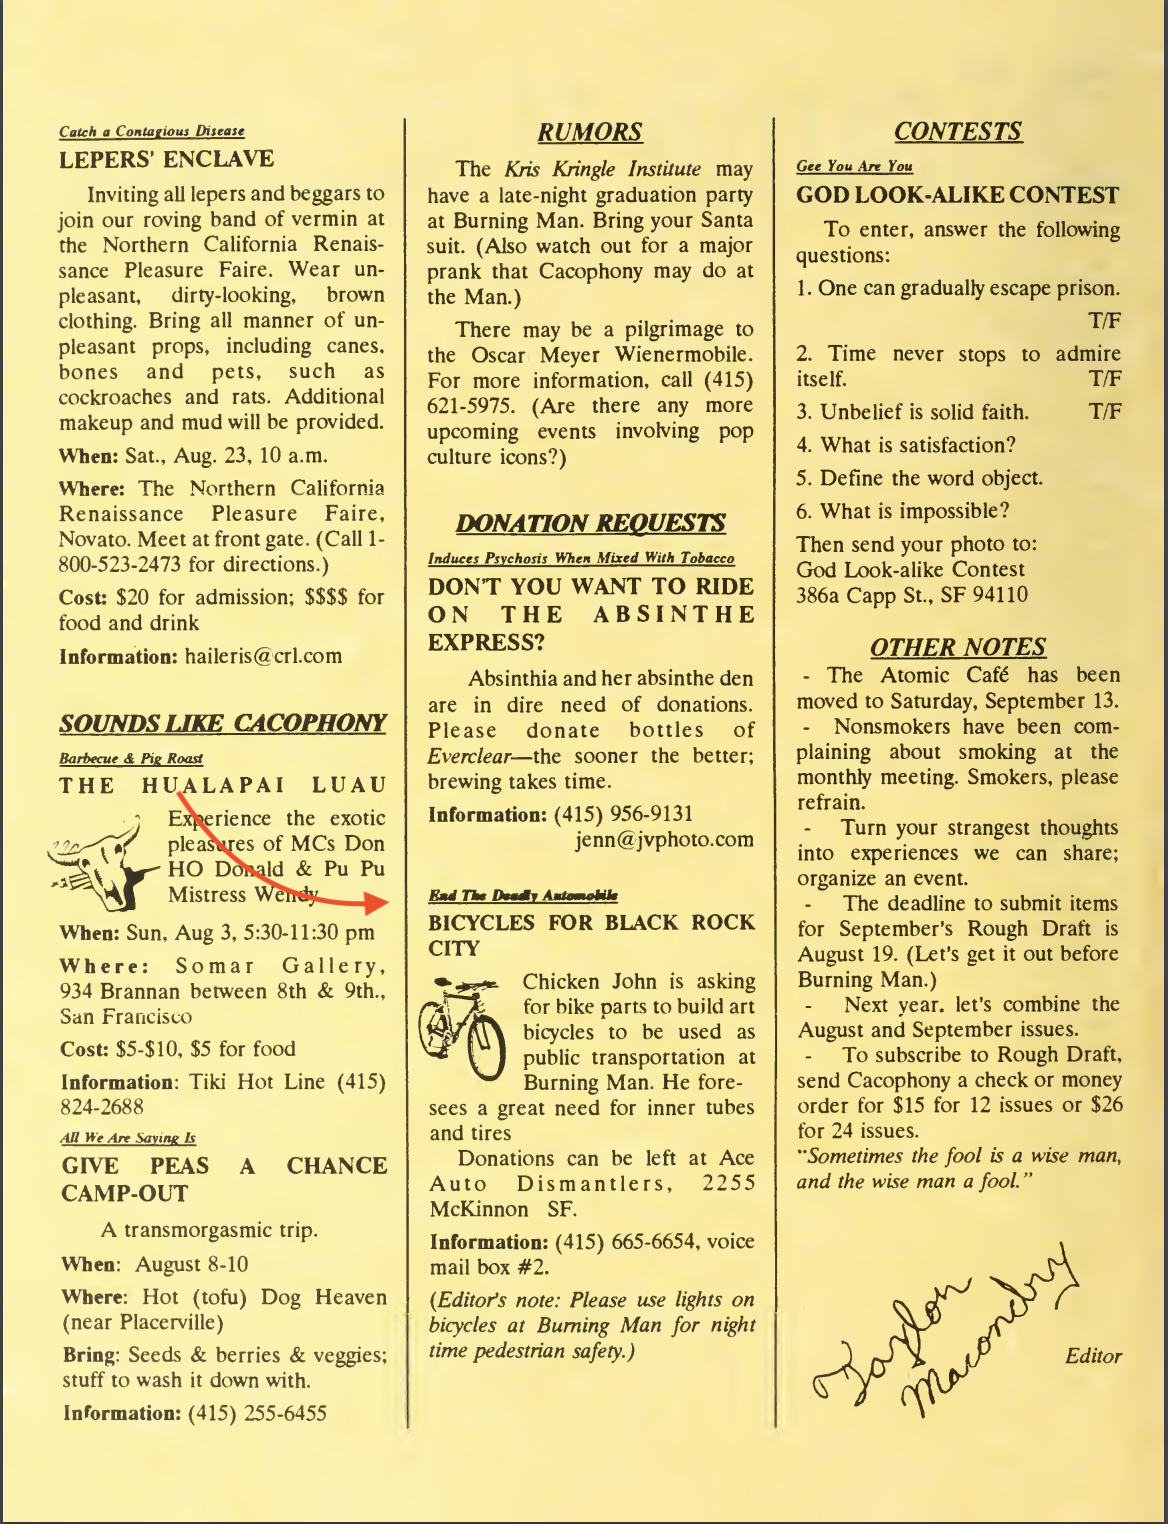 Catch a Contagious Disease
LEPERS' ENCLAVE
Inviting all lepers and beggars to
join our roving band of vermin at
the Northern California Renais-
sance Pleasure Faire. Wear un-
pleasant, dirty-looking, brown
clothing. Bring all manner of un-
pleasant props, including canes,
bones and pets, such as
cockroaches and rats. Additional
makeup and mud will be provided.
When: Sat., Aug. 23, 10 a.m.
Where: The Northern California
Renaissance Pleasure Faire,
Novato. Meet at front gate. (Call 1-
800-523-2473 for directions.)
Cost: $20 for admission; $$$$ for
food and drink
Information: haileris@crl.com
SOUNDS LIKE CACOPHONY
Barbecue & Pig Roast
THE HUALAPAI LUAU
Experience the exotic
pleasures of MCs Don
HO Donald & Pu Pu
Mistress Wendy
When: Sun, Aug 3, 5:30-11:30 pm
Where: Somar Gallery,
934 Brannan between 8th & 9th.,
San Francisco
Cost: $5-$10, $5 for food
Information: Tiki Hot Line (415)
824-2688
All We Are Saying Is
GIVE PEAS A CHANCE
CAMP-OUT
A transmorgasmic trip.
When: August 8-10
Where: Hot (tofu) Dog Heaven
(near Placerville)
Bring: Seeds & berries & veggies;
stuff to wash it down with.
Information: (415) 255-6455
RUMORS
The Kris Kringle Institute may
have a late-night graduation party
at Burning Man. Bring your Santa
suit. (Also watch out for a major
prank that Cacophony may do at
the Man.)
There may be a pilgrimage to
the Oscar Meyer Wienermobile.
For more information, call (415)
621-5975. (Are there any more
upcoming events involving pop
culture icons?)
DONATION REQUESTS
Induces Psychosis When Mixed With Tobacco
DON'T YOU WANT TO RIDE
ON THE ABSINTHE
EXPRESS?
Absinthia and her absinthe den
are in dire need of donations.
Please donate bottles of
Everclear—the sooner the better;
brewing takes time.
Information: (415) 956-9131
jenn@jvphoto.com
End The Deadly Automobile
BICYCLES FOR BLACK ROCK
CITY
Chicken John is asking
for bike parts to build art
bicycles to be used as
public transportation at
Burning Man. He fore-
sees a great need for inner tubes
and tires
Donations can be left at Ace
Auto Dismantlers, 2255
McKinnon SF.
Information: (415) 665-6654, voice
mail box #2.
(Editor's note: Please use lights on
bicycles at Burning Man for night
time pedestrian safety.)
CONTESTS
Gee You Are You
GOD LOOK-ALIKE CONTEST
To enter, answer the following
questions:
1. One can gradually escape prison.
T/F
2. Time never stops to admire
itself. T/F
3. Unbelief is solid faith. T/F
4. What is satisfaction?
5. Define the word object.
6. What is impossible?
Then send your photo to:
God Look-alike Contest
386a Capp St., SF 94110
OTHER NOTES
- The Atomic Café has been
moved to Saturday, September 13.
- Nonsmokers have been com-
plaining about smoking at the
monthly meeting. Smokers, please
refrain.
- Turn your strangest thoughts
into experiences we can share;
organize an event.
- The deadline to submit items
for September's Rough Draft is
August 19. (Let's get it out before
Burning Man.)
- Next year, let's combine the
August and September issues.
- To subscribe to Rough Draft,
send Cacophony a check or money
order for $15 for 12 issues or $26
for 24 issues.
"Sometimes the fool is a wise man,
and the wise man a fool."
Macondry
Editor